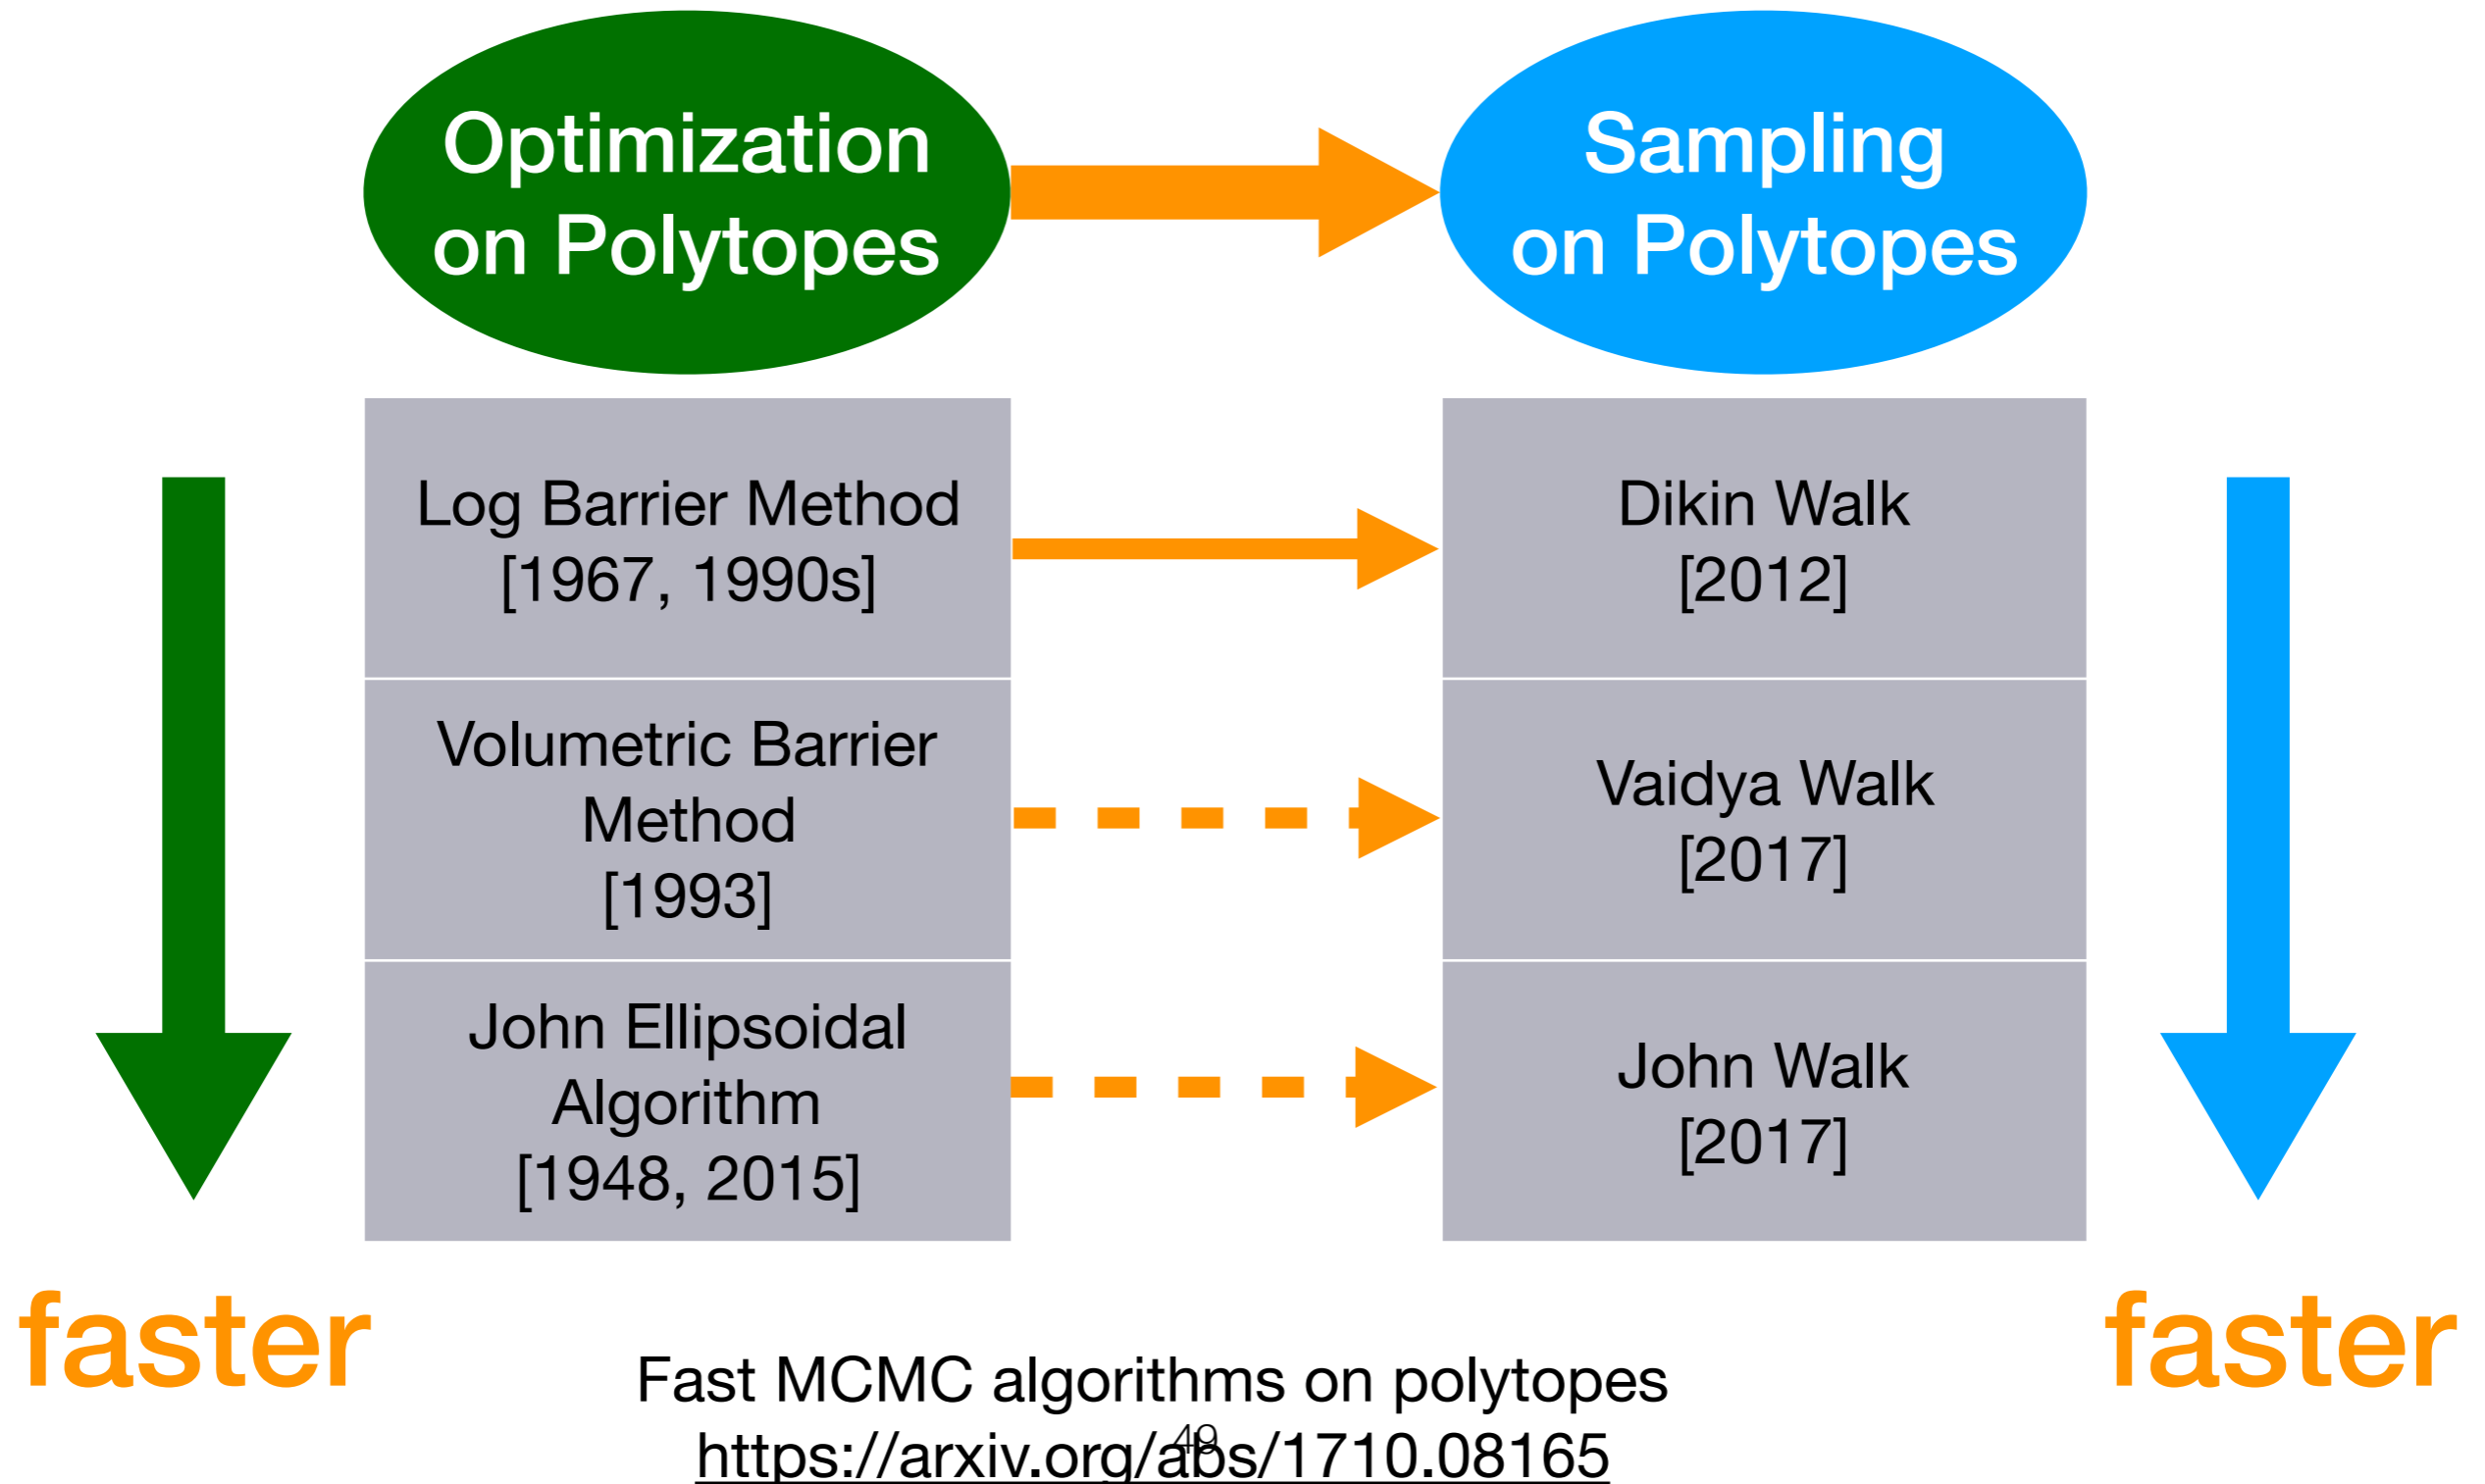 Optimization
on Polytopes
Sampling
on Polytopes
Log Barrier Method
[1967, 1990s]
Dikin Walk
[2012]
Volumetric Barrier
Method
[1993]
Vaidya Walk
[2017]
John Ellipsoidal
Algorithm
[1948, 2015]
John Walk
[2017]
faster
faster
Fast MCMC algorithms on polytopes
https://arxiv.org/abs/1710.08165
49